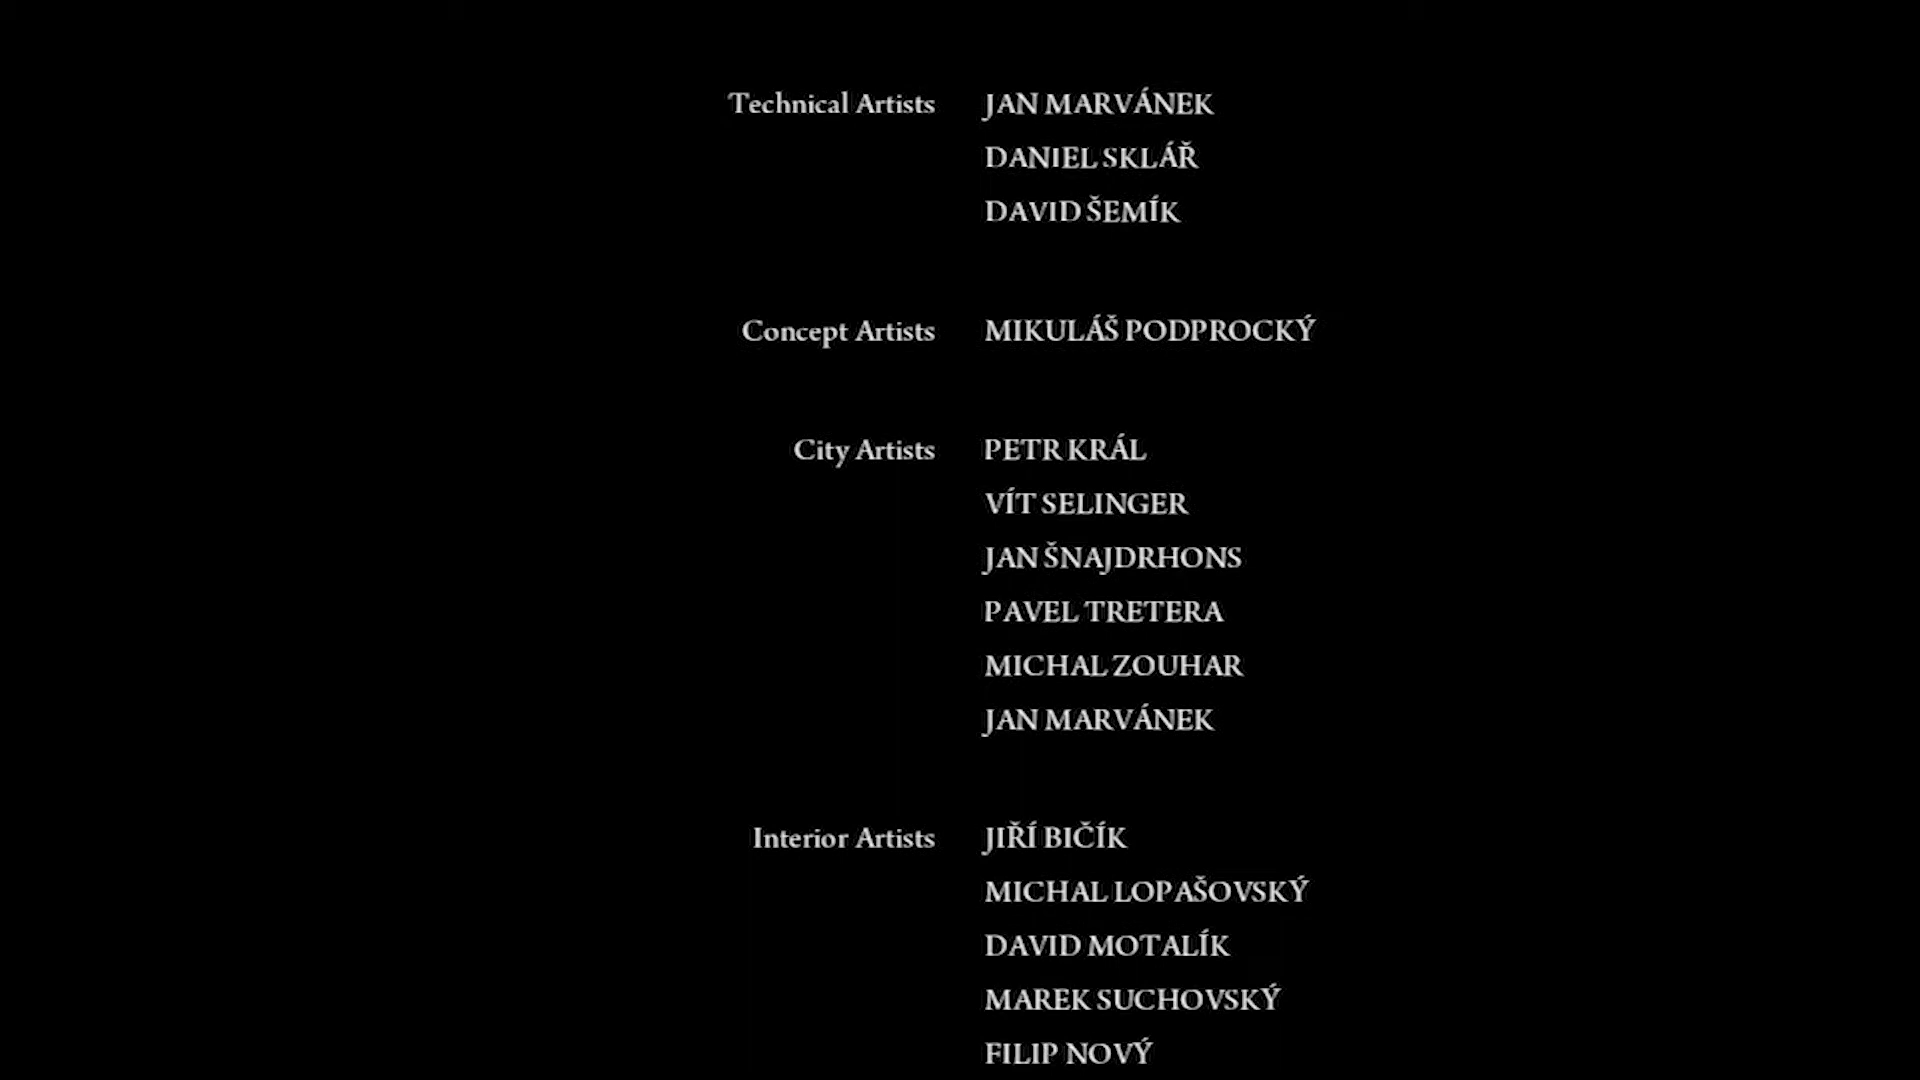 Technical Artists JAN MARVÁNEK
DANIEL SKLÁŘ
DAVID ŠEMÍK
Concept Artists MIKULÁŠ PODPROCKÝ
City Artists PETR KRÁL
VÍT SELINGER
JAN ŠNAJDRHONS
PAVEL TRETERA
MICHAL ZOUHAR
JAN MARVÁNEK
Interior Artists JIŘÍ BIČÍK
MICHAL LOPAŠOVSKÝ
DAVID MOTALÍK
MAREK SUCHOVSKÝ
FILIP NOVÝ